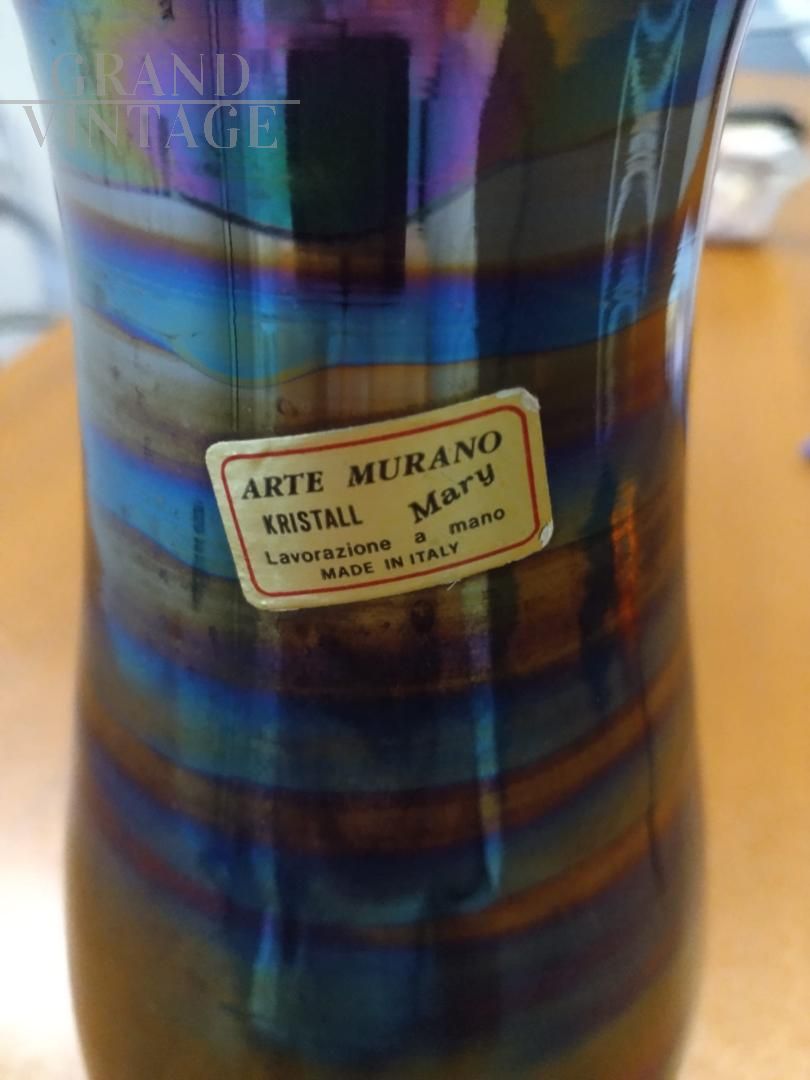 GRAND
VINTAGE
ARTE MURANO
KRISTALL Mary
Lavorazione a mano
MADE IN ITALY